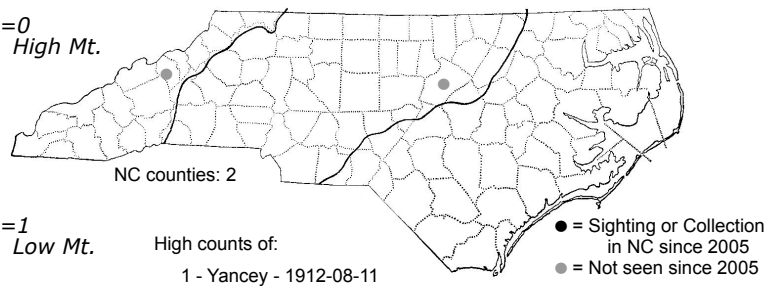 =0
High Mt.
NC counties: 2
=1
Low Mt.
High counts of:
1 - Yancey - 1912-08-11
= Sighting or Collection
in NC since 2005
= Not seen since 2005